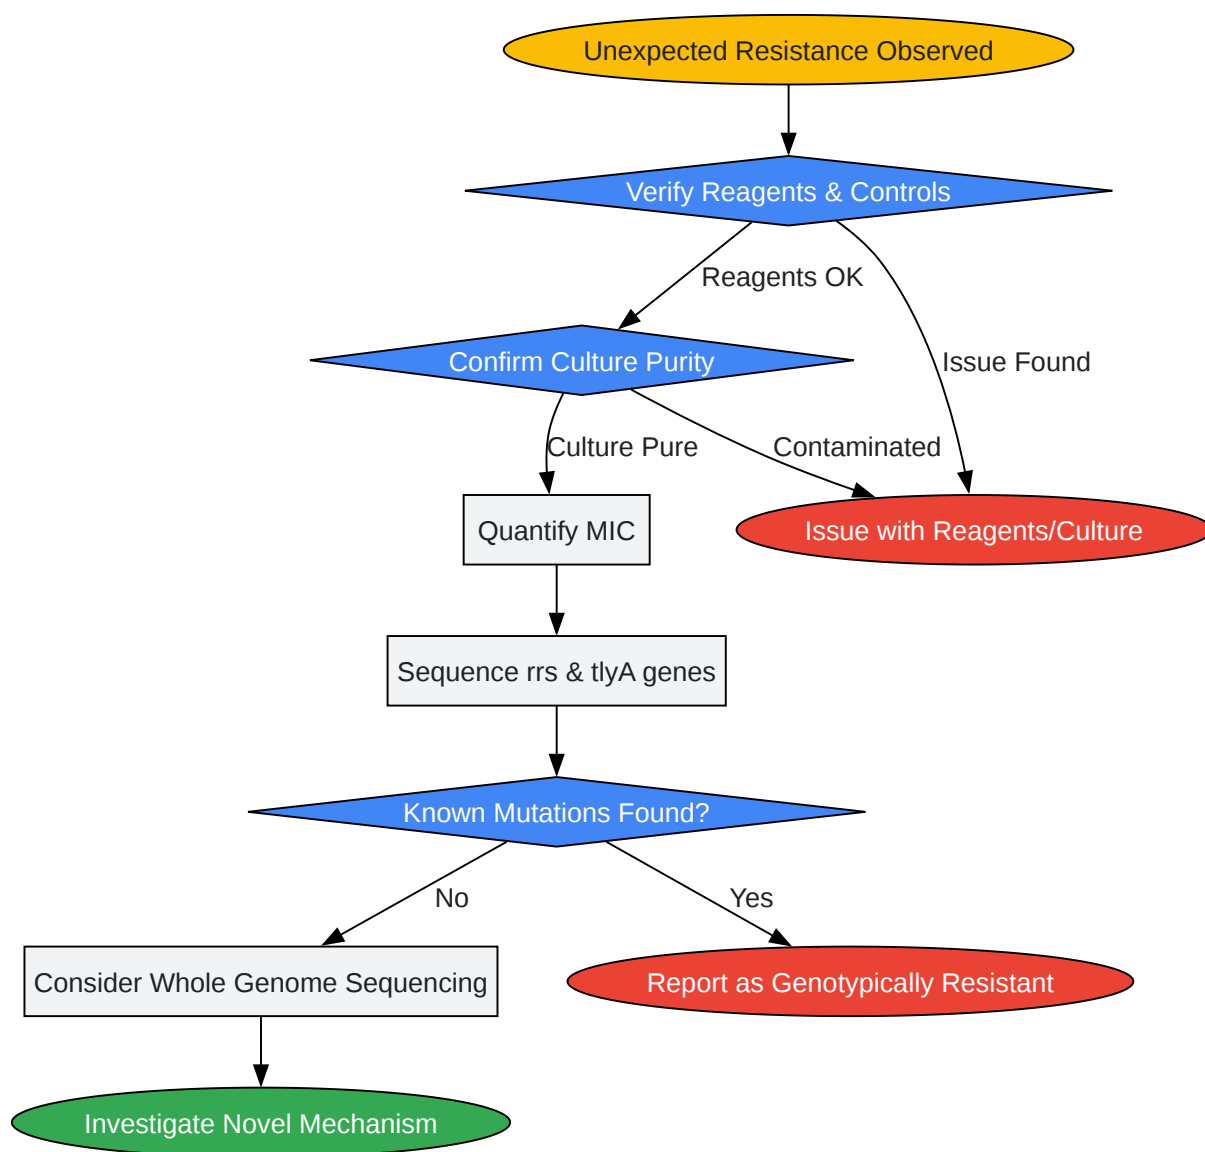 Unexpected Resistance Observed
Verify Reagents & Controls
Reagents OK
Issue Found
Confirm Culture Purity
Culture Pure
Contaminated
Quantify MIC
Issue with Reagents/Culture
Sequence rrs & tlyA genes
Known Mutations Found?
No
Yes
Consider Whole Genome Sequencing
Report as Genotypically Resistant
Investigate Novel Mechanism